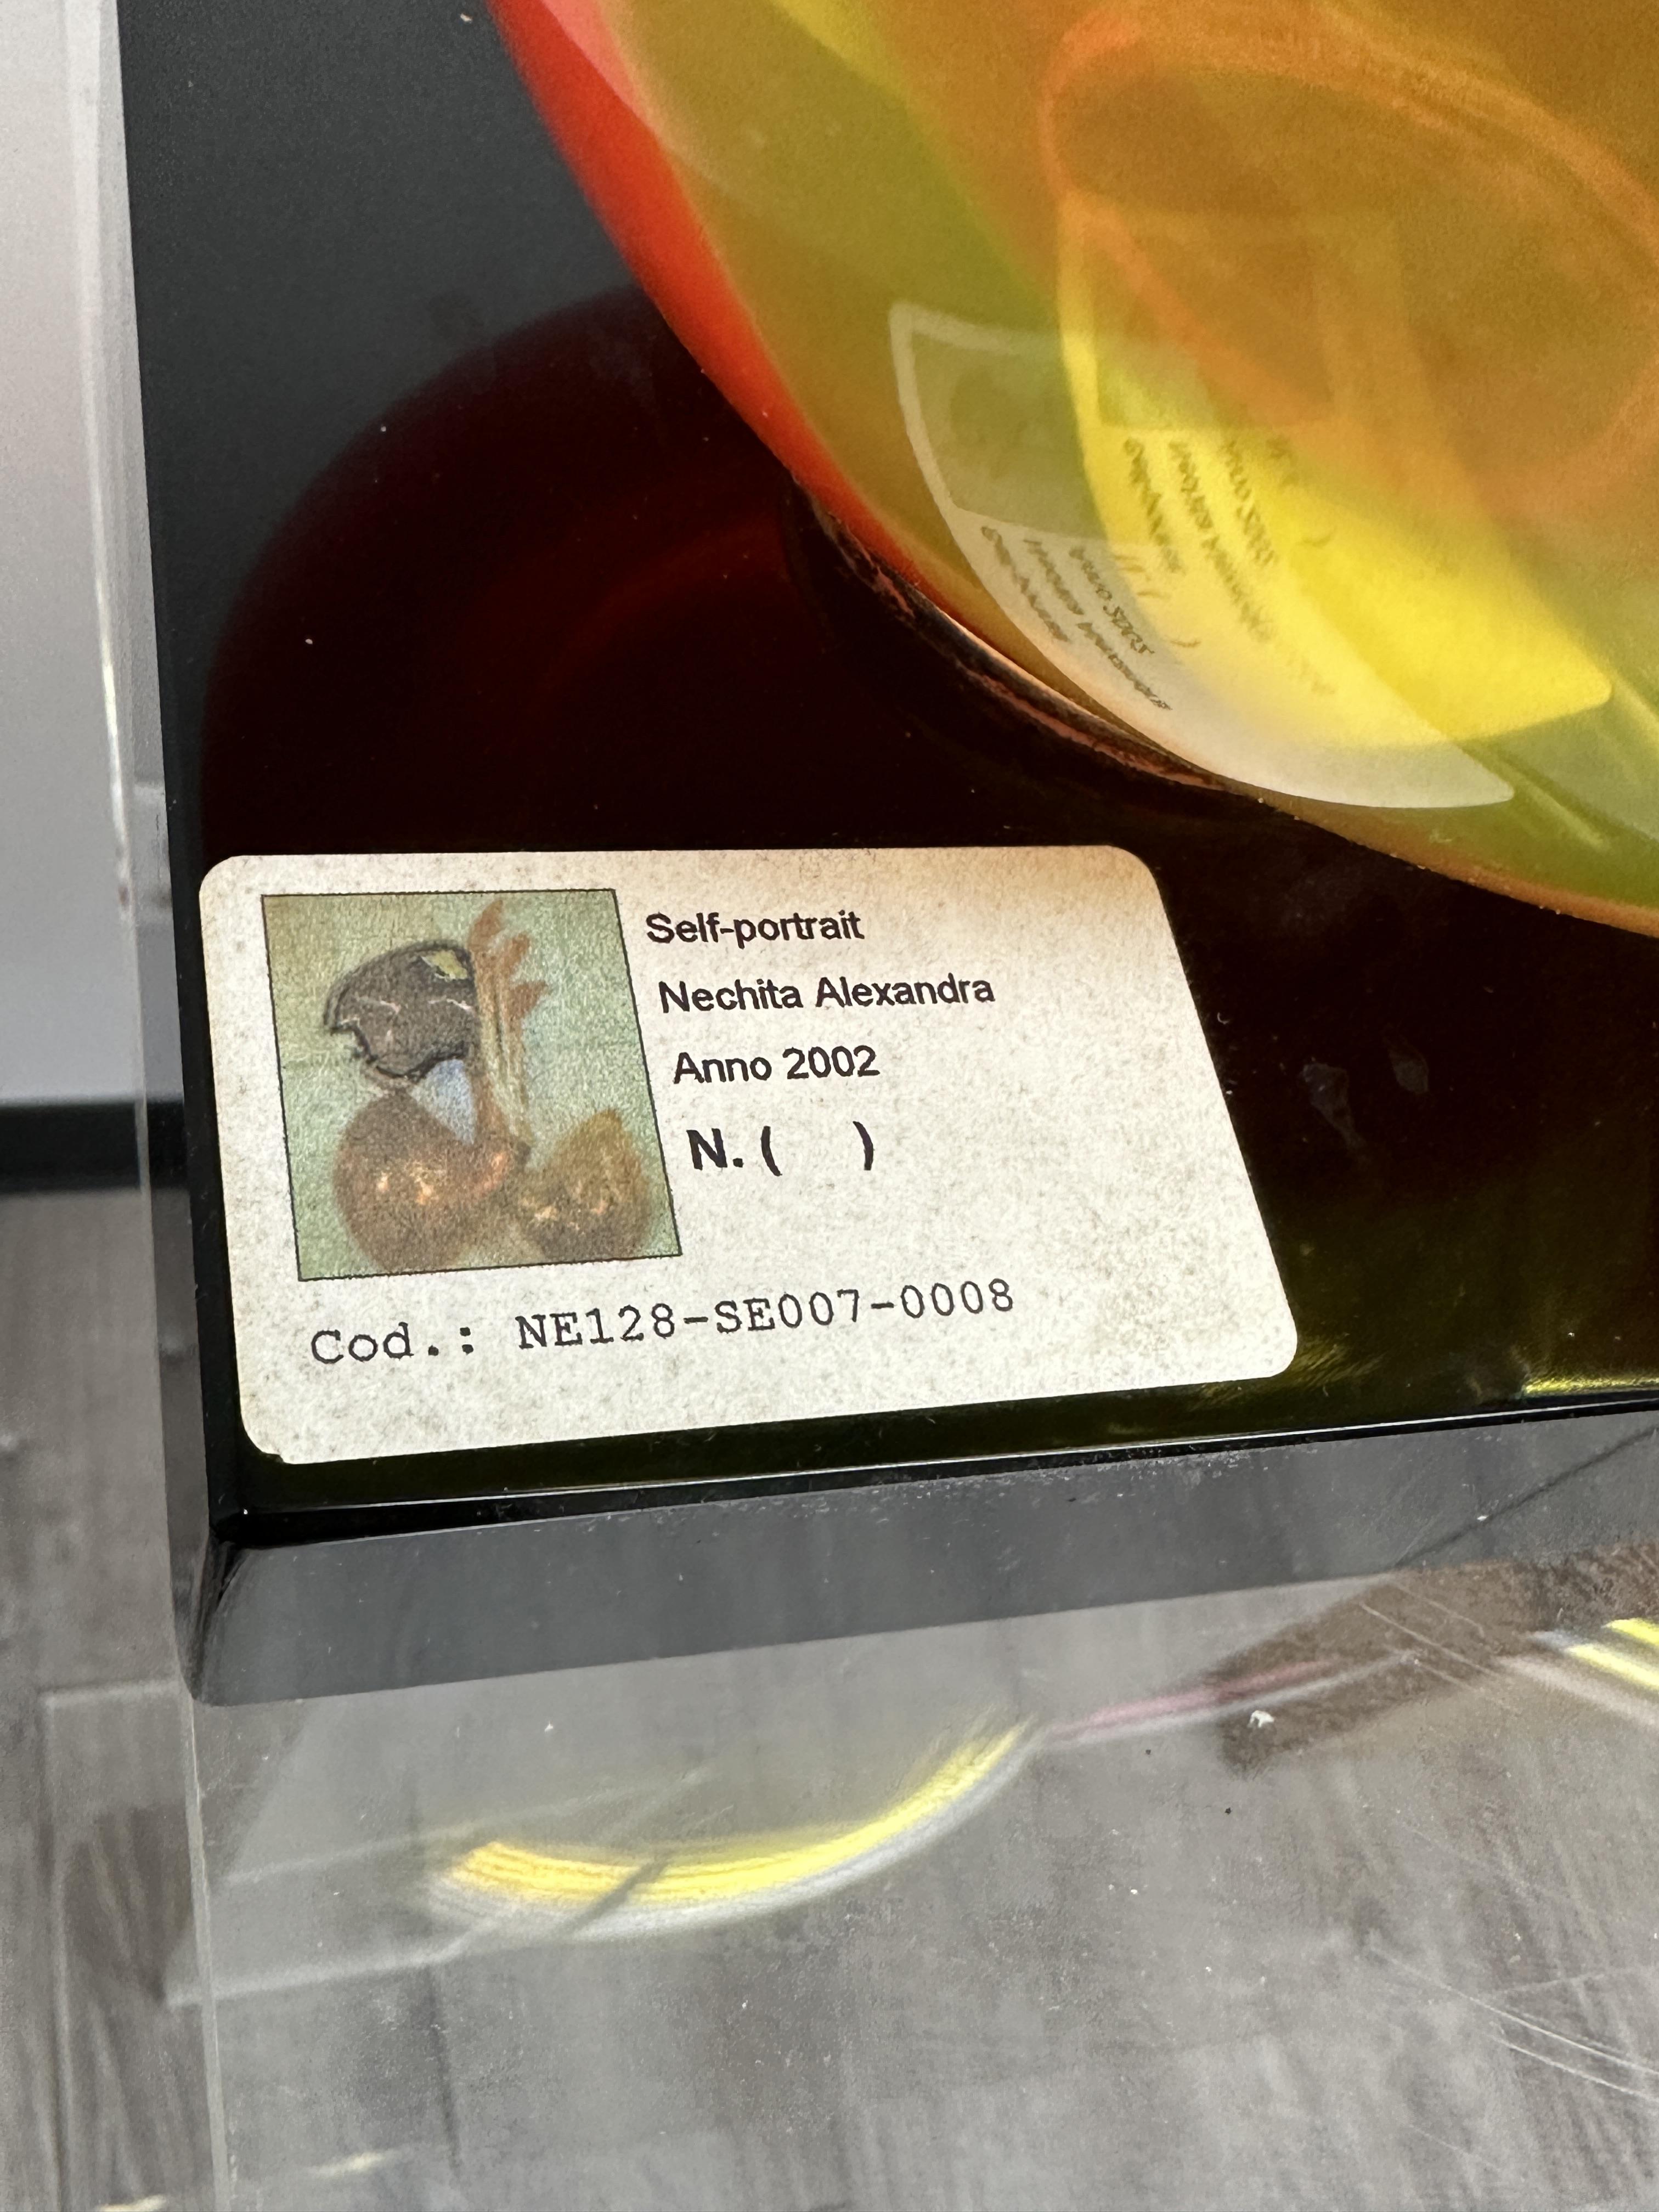 Self-portrait
Nechita Alexandra
Anno 2002
N. ( )
Cod.: NE128-SE007-0008